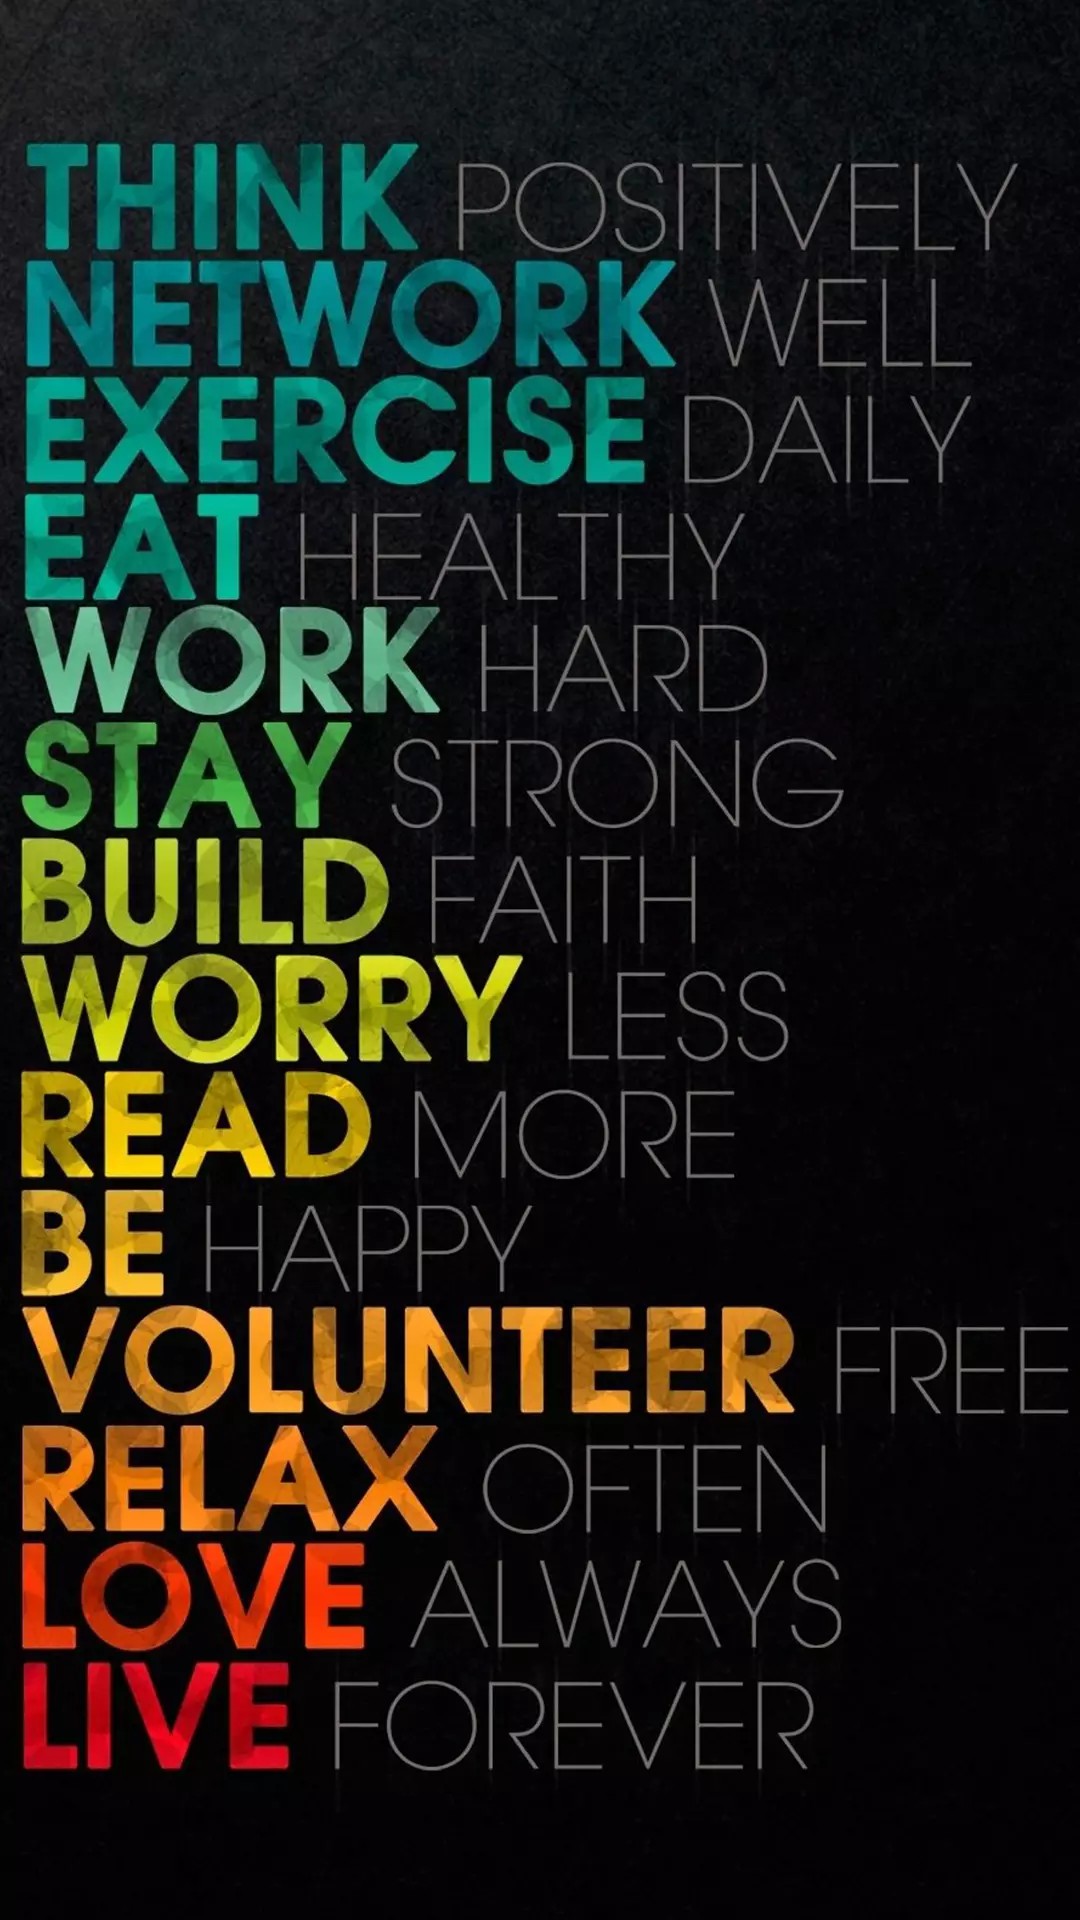 THINK POSITIVELY
NETWORK WELL
EXERCISE DAILY
EAT HEALTHY
WORK HARD
STAY STRONG
BUILD FAITH
WORRY LESS
READ MORE
BE HAPPY
VOLUNTEER FREE
RELAX OFTEN
LOVE ALWAYS
LIVE FOREVER